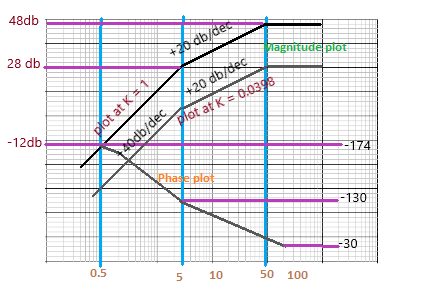 48db
+20 db/dec
Magnitude plot
28 db
+20 db/dec
plot at K = 1
plot at K = 0.0398
+40db/dec
-12db
-174
Phase plot
-130
-30
0.5
5
10
50
100